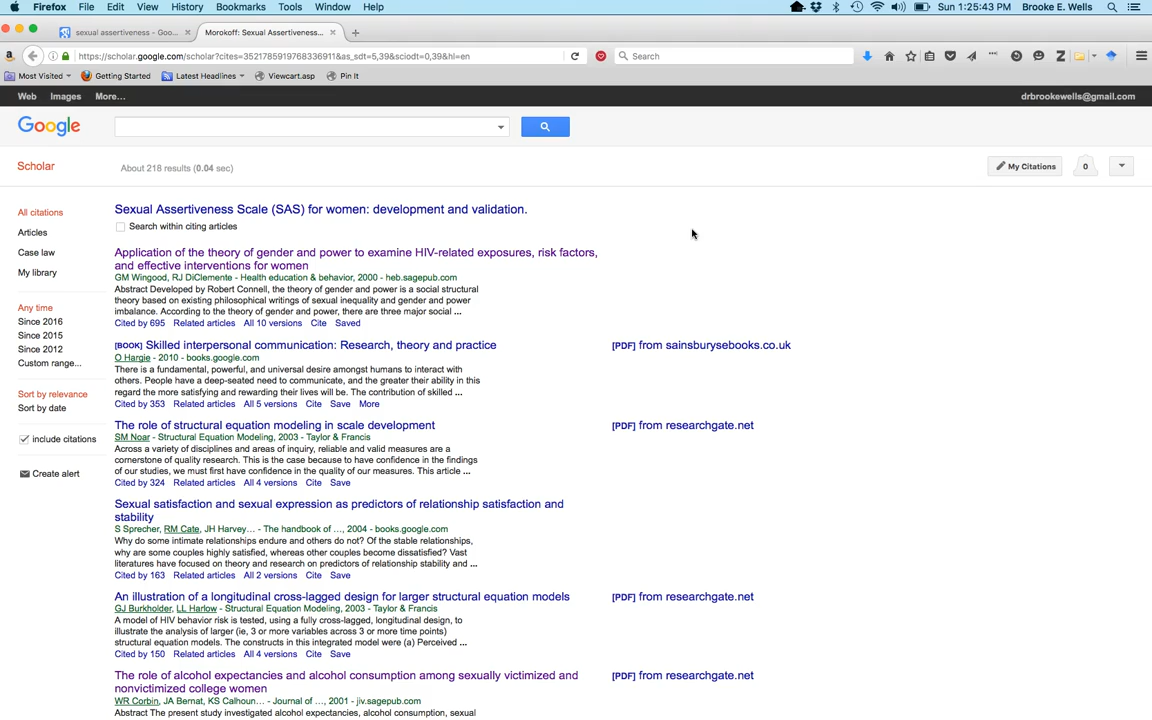 Firefox File Edit View History Bookmarks Tools Window Help Sun 1:25:43 PM Brooke E. Wells
sexual assertiveness - Goo... Morokoff: Sexual Assertiveness...
https://scholar.google.com/scholar?cites=3521785919768336911&as_sdt=5,39&sciodt=0,39&hl=en Search
Most Visited Getting Started Latest Headlines Viewcart.asp Pin It
Web Images More... drbrookewells@gmail.com
Google
Scholar About 218 results (0.04 sec) My Citations 0
All citations
Articles
Case law
My library
Any time
Since 2016
Since 2015
Since 2012
Custom range...
Sort by relevance
Sort by date
include citations
Create alert
Sexual Assertiveness Scale (SAS) for women: development and validation.
Search within citing articles
Application of the theory of gender and power to examine HIV-related exposures, risk factors,
and effective interventions for women
GM Wingood, RJ DiClemente - Health education & behavior, 2000 - heb.sagepub.com
Abstract Developed by Robert Connell, the theory of gender and power is a social structural
theory based on existing philosophical writings of sexual inequality and gender and power
imbalance. According to the theory of gender and power, there are three major social ...
Cited by 695 Related articles All 10 versions Cite Saved
[BOOK] Skilled interpersonal communication: Research, theory and practice
[PDF] from sainsburysebooks.co.uk
O Hargie - 2010 - books.google.com
There is a fundamental, powerful, and universal desire amongst humans to interact with
others. People have a deep-seated need to communicate, and the greater their ability in this
regard the more satisfying and rewarding their lives will be. The contribution of skilled ...
Cited by 353 Related articles All 5 versions Cite Save More
The role of structural equation modeling in scale development
[PDF] from researchgate.net
SM Noar - Structural Equation Modeling, 2003 - Taylor & Francis
Across a variety of disciplines and areas of inquiry, reliable and valid measures are a
cornerstone of quality research. This is the case because to have confidence in the findings
of our studies, we must first have confidence in the quality of our measures. This article ...
Cited by 324 Related articles All 4 versions Cite Save
Sexual satisfaction and sexual expression as predictors of relationship satisfaction and
stability
S Sprecher, RM Cate, JH Harvey... - The handbook of ..., 2004 - books.google.com
Why do some intimate relationships endure and others do not? Of the stable relationships,
why are some couples highly satisfied, whereas other couples become dissatisfied? Vast
literatures have focused on theory and research on predictors of relationship stability and ...
Cited by 163 Related articles All 2 versions Cite Save
An illustration of a longitudinal cross-lagged design for larger structural equation models
[PDF] from researchgate.net
GJ Burkholder, LL Harlow - Structural Equation Modeling, 2003 - Taylor & Francis
A model of HIV behavior risk is tested, using a fully cross-lagged, longitudinal design, to
illustrate the analysis of larger (ie, 3 or more variables across 3 or more time points)
structural equation models. The constructs in this integrated model were (a) Perceived ...
Cited by 150 Related articles All 4 versions Cite Save
The role of alcohol expectancies and alcohol consumption among sexually victimized and
nonvictimized college women
[PDF] from researchgate.net
WR Corbin, JA Bernat, KS Calhoun... - Journal of ..., 2001 - jiv.sagepub.com
Abstract The present study investigated alcohol expectancies, alcohol consumption, sexual